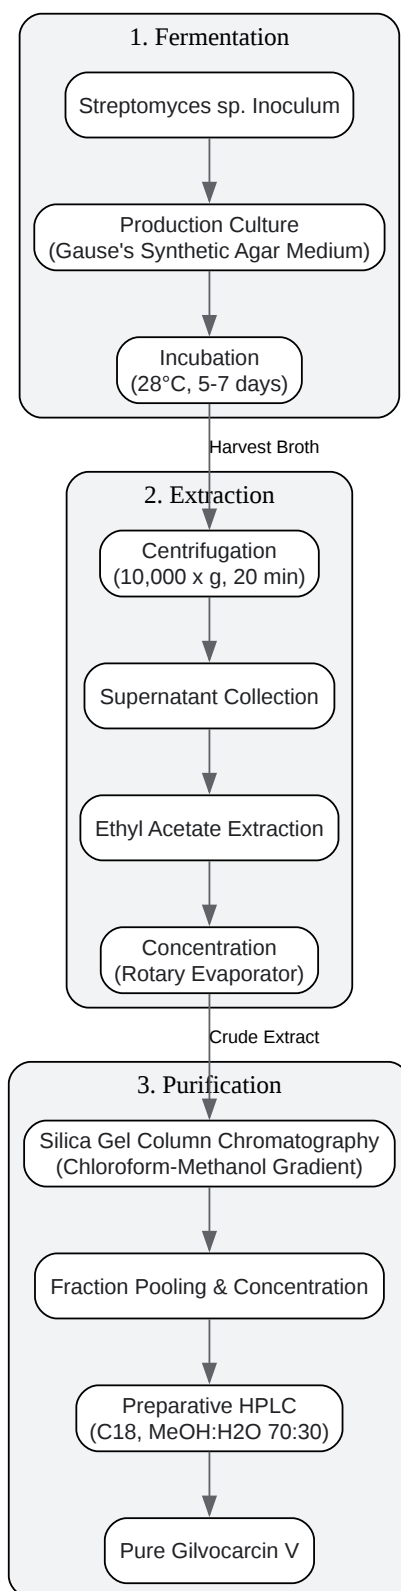 1. Fermentation
Streptomyces sp. Inoculum
Production Culture
(Gause's Synthetic Agar Medium)
Incubation
(28°C, 5-7 days)
Harvest Broth
2. Extraction
Centrifugation
(10,000 x g, 20 min)
Supernatant Collection
Ethyl Acetate Extraction
Concentration
(Rotary Evaporator)
Crude Extract
3. Purification
Silica Gel Column Chromatography
(Chloroform-Methanol Gradient)
Fraction Pooling & Concentration
Preparative HPLC
(C18, MeOH:H2O 70:30)
Pure Gilvocarcin V